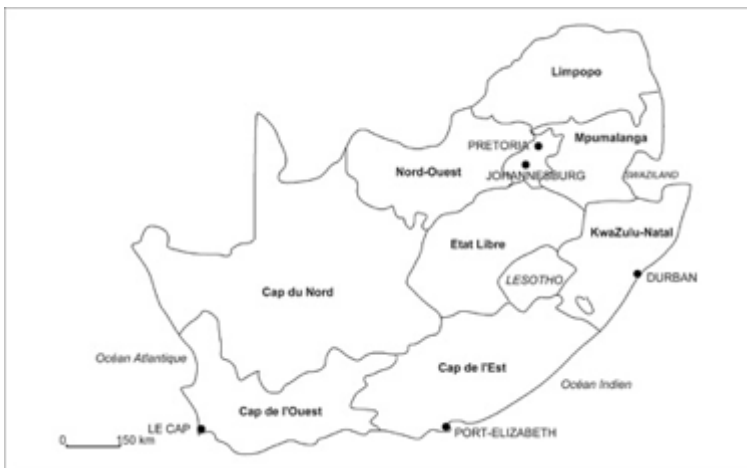 Limpopo
PRETORIA
Mpumalanga
Nord-Ouest
JOHANNESBURG
SWAZILAND
KwaZulu-Natal
Etat Libre
LESOTHO
DURBAN
Cap du Nord
Océan Atlantique
Cap de l'Est
Océan Indien
Cap de l'Ouest
LE CAP
PORT-ELIZABETH
0 150 km